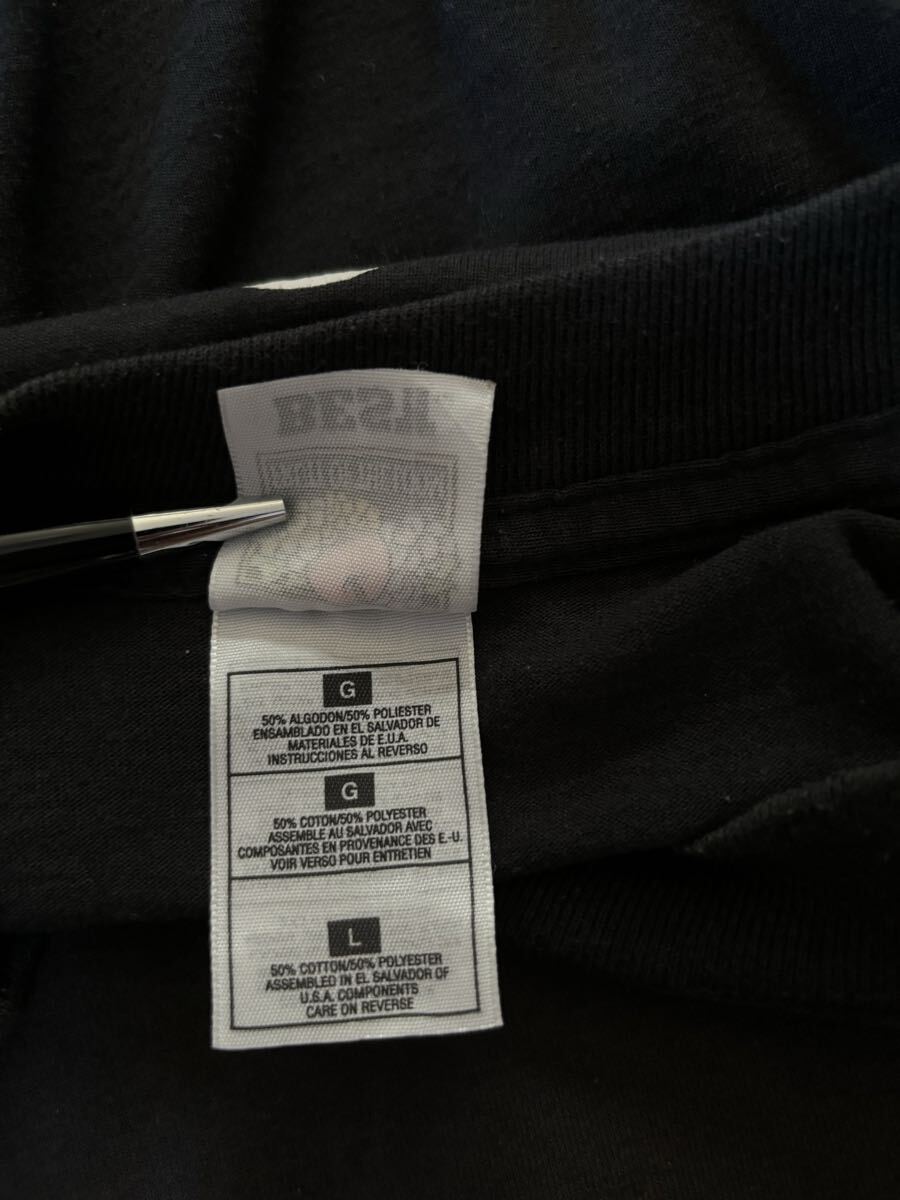 BEST
G
50% ALGODON/50% POLIESTER
ENSAMBLADO EN EL SALVADOR DE
MATERIALES DE E.U.A.
INSTRUCCIONES AL REVERSO
G
50% COTON/50% POLYESTER
ASSEMBLE AU SALVADOR AVEC
COMPOSANTES EN PROVENANCE DES E.-U.
VOIR VERSO POUR ENTRETIEN
L
50% COTTON/50% POLYESTER
ASSEMBLED IN EL SALVADOR OF
U.S.A. COMPONENTS
CARE ON REVERSE